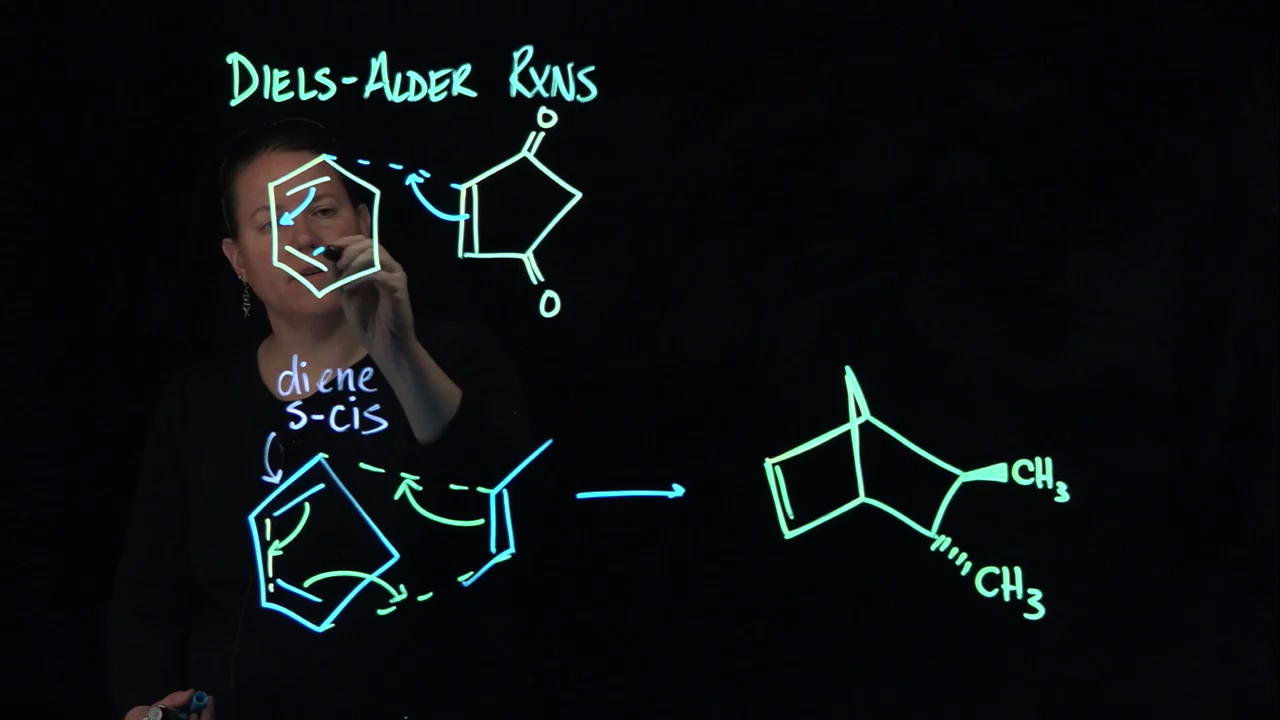 DIELS-ALDER RXNS
O
O
diene
s-cis
CH3
CH3